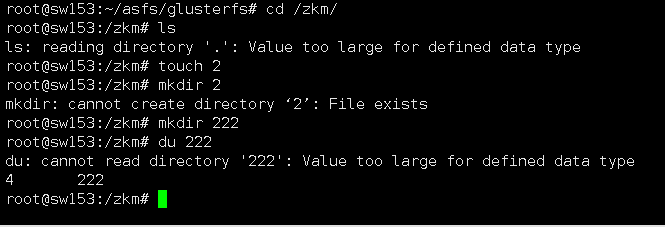 root@sw153:~/asfs/glusterfs# cd /zkm/
root@sw153:/zkm# ls
ls: reading directory '.': Value too large for defined data type
root@sw153:/zkm# touch 2
root@sw153:/zkm# mkdir 2
mkdir: cannot create directory ‘2’: File exists
root@sw153:/zkm# mkdir 222
root@sw153:/zkm# du 222
du: cannot read directory '222': Value too large for defined data type
4       222
root@sw153:/zkm#